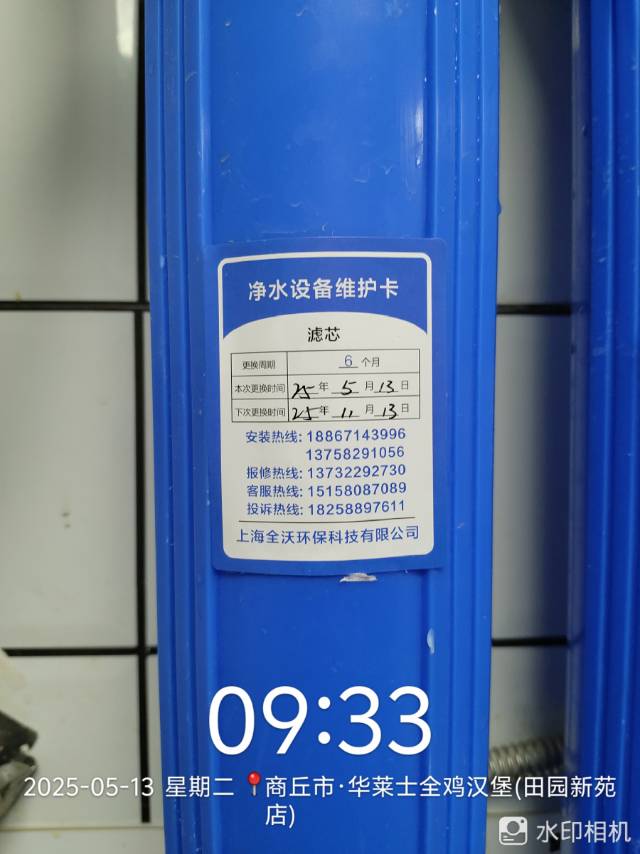 净水设备维护卡
滤芯
更换周期 6 个月
本次更换时间 25 年 5 月 13 日
下次更换时间 25 年 11 月 13 日
安装热线: 18867143996
13758291056
报修热线: 13732292730
客服热线: 15158087089
投诉热线: 18258897611
上海全沃环保科技有限公司
09:33
2025-05-13 星期二 商丘市·华莱士全鸡汉堡(田园新苑
店)
水印相机